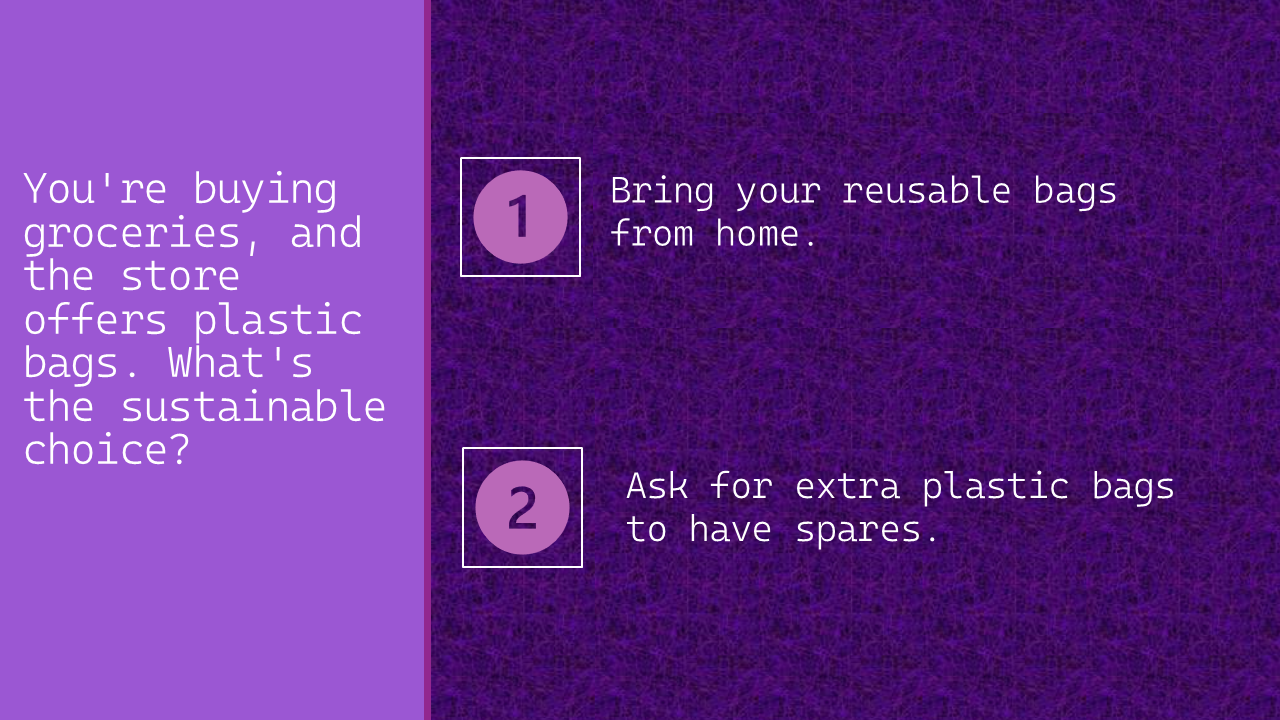 You're buying
groceries, and
the store
offers plastic
bags. What's
the sustainable
choice?
1
Bring your reusable bags
from home.
2
Ask for extra plastic bags
to have spares.